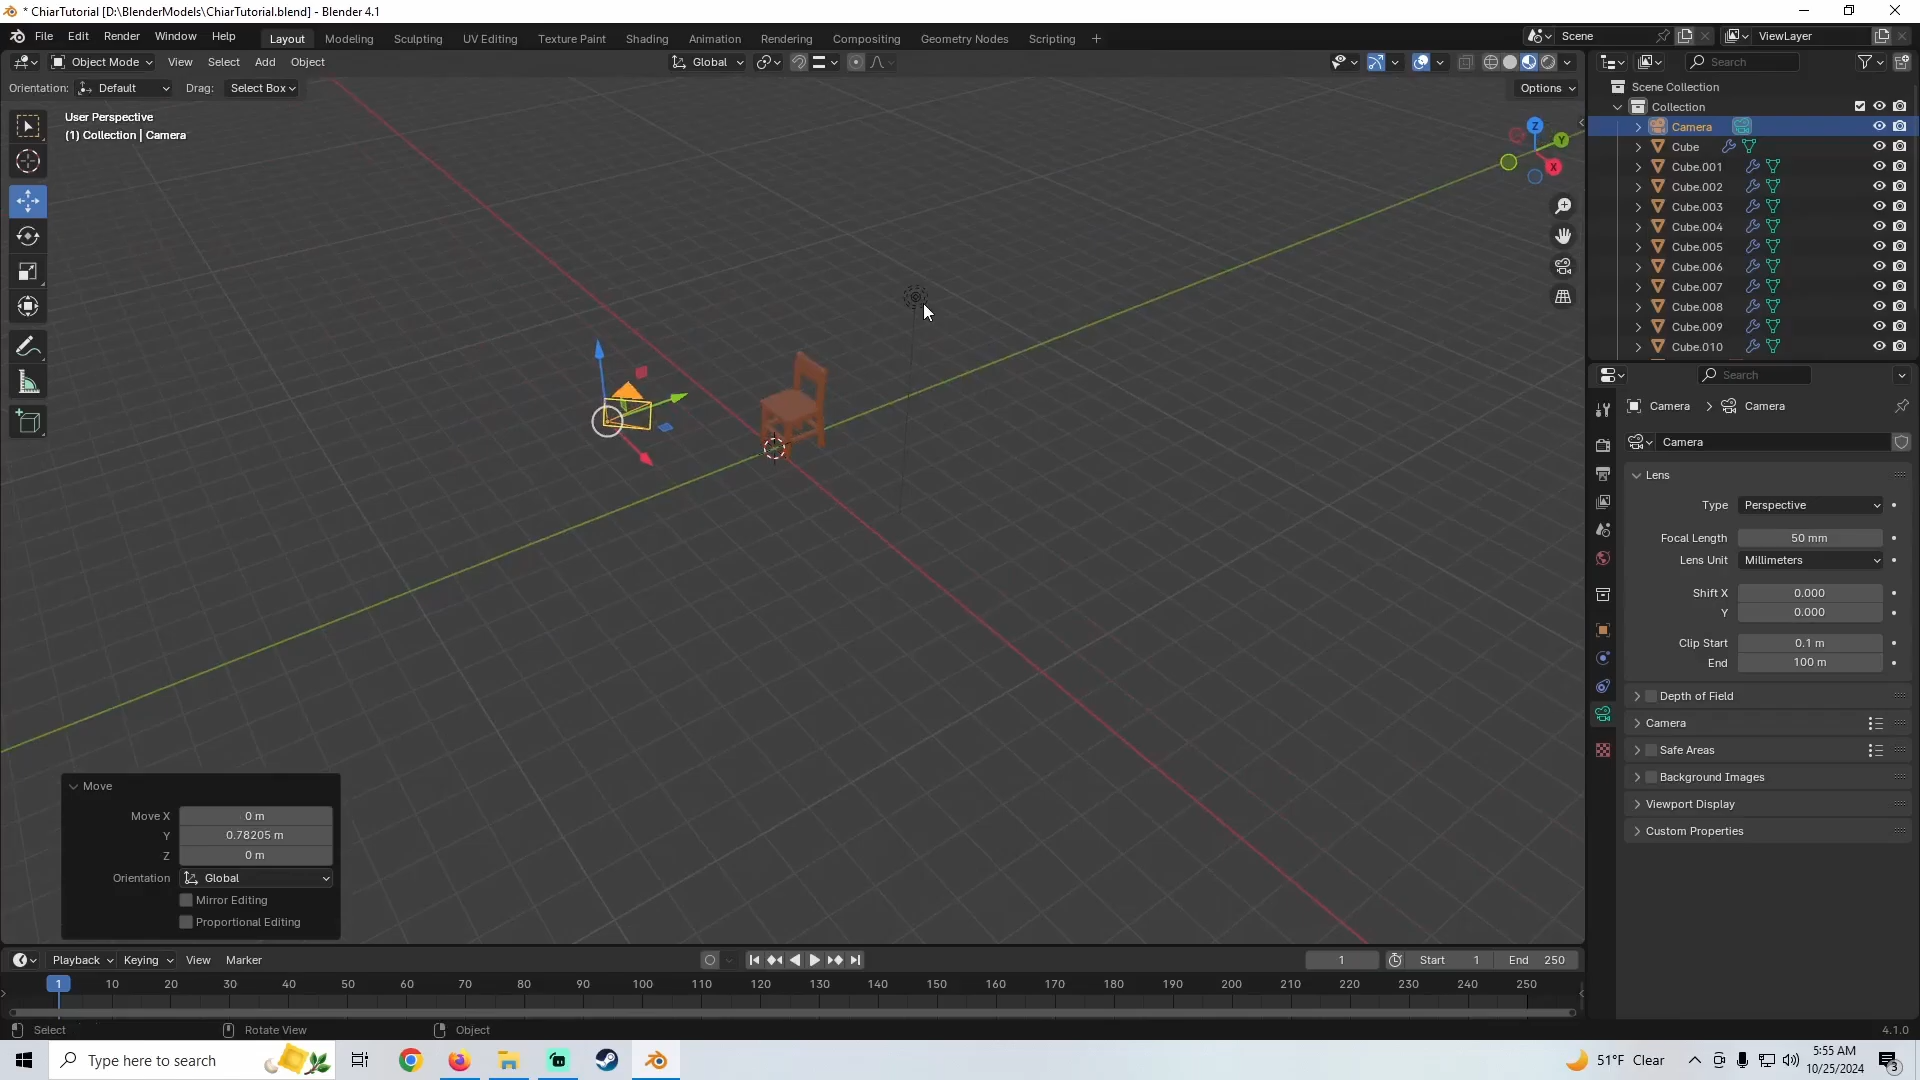 * ChiarTutorial [D:\BlenderModels\ChiarTutorial.blend] - Blender 4.1
File Edit Render Window Help
Layout Modeling Sculpting UV Editing Texture Paint Shading Animation Rendering Compositing Geometry Nodes Scripting +
Scene ViewLayer
Object Mode View Select Add Object
Global
Search
Orientation: Default Drag: Select Box
Options
User Perspective
(1) Collection | Camera
Z
Y
X
Scene Collection
Collection
Camera
Cube
Cube.001
Cube.002
Cube.003
Cube.004
Cube.005
Cube.006
Cube.007
Cube.008
Cube.009
Cube.010
Search
Camera > Camera
Camera
Lens
Type Perspective
Focal Length 50 mm
Lens Unit Millimeters
Shift X 0.000
Y 0.000
Clip Start 0.1 m
End 100 m
Depth of Field
Camera
Safe Areas
Background Images
Viewport Display
Custom Properties
Move
Move X 0 m
Y 0.78205 m
Z 0 m
Orientation Global
Mirror Editing
Proportional Editing
Playback Keying View Marker
1 Start 1 End 250
1 10 20 30 40 50 60 70 80 90 100 110 120 130 140 150 160 170 180 190 200 210 220 230 240 250
Select Rotate View Object
4.1.0
Type here to search
51°F Clear
5:55 AM
10/25/2024
3